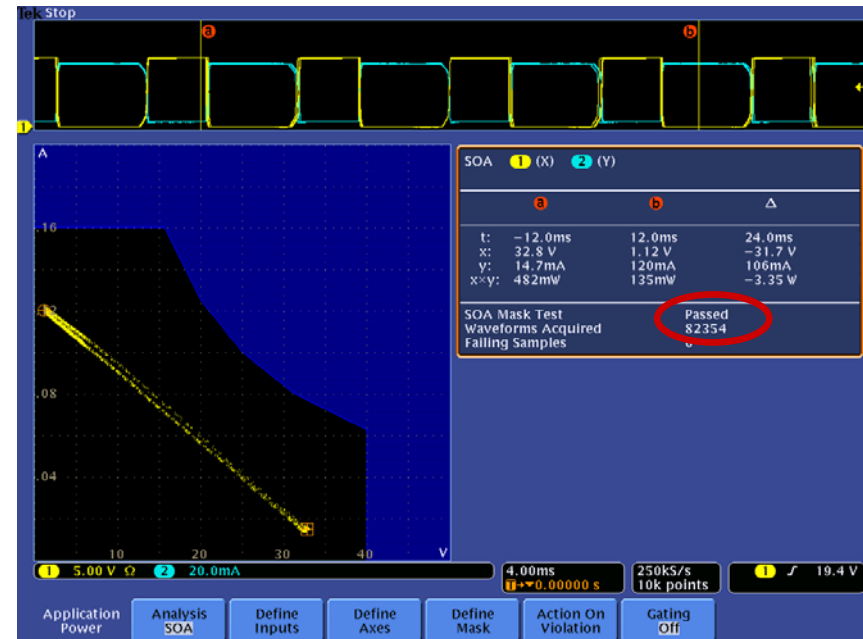 Tek Stop
a b
1
A
SOA 1 (X) 2 (Y)
a b Δ
t: −12.0ms 12.0ms 24.0ms
x: 32.8 V 1.12 V −31.7 V
y: 14.7mA 120mA 106mA
x×y: 482mW 135mW −3.35 W
SOA Mask Test Passed
Waveforms Acquired 82354
Failing Samples
.16
.08
.04
10 20 30 40 V
1 5.00 V Ω 2 20.0mA 4.00ms 250kS/s 1 19.4 V
T→▼0.00000 s 10k points
Application Power
Analysis SOA
Define Inputs
Define Axes
Define Mask
Action On Violation
Gating Off